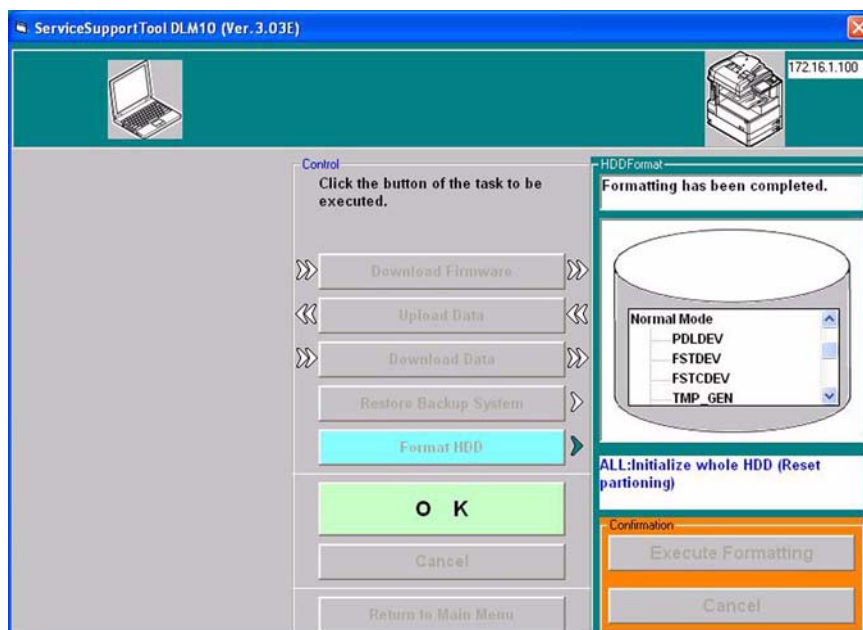 ServiceSupportTool DLM10 (Ver.3.03E)
172.16.1.100
Control
Click the button of the task to be
executed.
Download Firmware
Upload Data
Download Data
Restore Backup System
Format HDD
O K
Cancel
Return to Main Menu
HDDFormat
Formatting has been completed.
Normal Mode
PDLDEV
FSTDEV
FSTCDEV
TMP_GEN
ALL:Initialize whole HDD (Reset
partioning)
Confirmation
Execute Formatting
Cancel